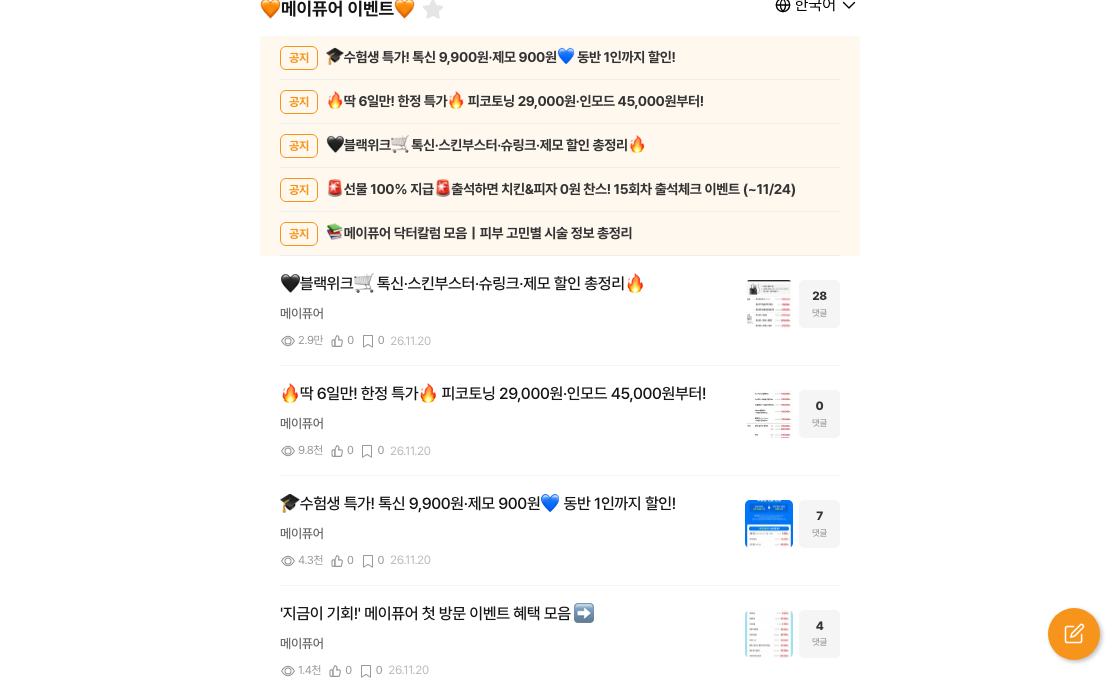 🧡메이퓨어 이벤트🧡
한국어
공지 🎓수험생 특가! 톡신 9,900원·제모 900원💙 동반 1인까지 할인!
공지 🔥딱 6일만! 한정 특가🔥 피코토닝 29,000원·인모드 45,000원부터!
공지 🖤블랙위크🛒 톡신·스킨부스터·슈링크·제모 할인 총정리🔥
공지 🚨선물 100% 지급🚨출석하면 치킨&피자 0원 찬스! 15회차 출석체크 이벤트 (~11/24)
공지 📚메이퓨어 닥터칼럼 모음 | 피부 고민별 시술 정보 총정리
🖤블랙위크🛒 톡신·스킨부스터·슈링크·제모 할인 총정리🔥
메이퓨어
2.9만 0 0 26.11.20
28
댓글
🔥딱 6일만! 한정 특가🔥 피코토닝 29,000원·인모드 45,000원부터!
메이퓨어
9.8천 0 0 26.11.20
0
댓글
🎓수험생 특가! 톡신 9,900원·제모 900원💙 동반 1인까지 할인!
메이퓨어
4.3천 0 0 26.11.20
7
댓글
'지금이 기회!' 메이퓨어 첫 방문 이벤트 혜택 모음 ➡️
메이퓨어
1.4천 0 0 26.11.20
4
댓글